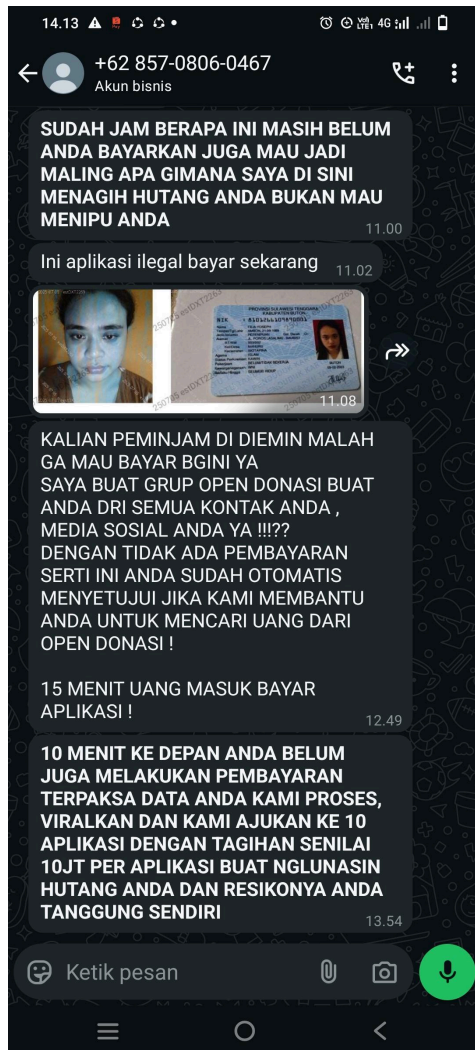 14.13
4G
+62 857-0806-0467
Akun bisnis
SUDAH JAM BERAPA INI MASIH BELUM
ANDA BAYARKAN JUGA MAU JADI
MALING APA GIMANA SAYA DI SINI
MENAGIH HUTANG ANDA BUKAN MAU
MENIPU ANDA
11.00
Ini aplikasi ilegal bayar sekarang
11.02
PROVINSI SULAWESI TENGGARA
KABUPATEN BUTON
NIK
11.08
KALIAN PEMINJAM DI DIEMIN MALAH
GA MAU BAYAR BGINI YA
SAYA BUAT GRUP OPEN DONASI BUAT
ANDA DRI SEMUA KONTAK ANDA ,
MEDIA SOSIAL ANDA YA !!!??
DENGAN TIDAK ADA PEMBAYARAN
SERTI INI ANDA SUDAH OTOMATIS
MENYETUJUI JIKA KAMI MEMBANTU
ANDA UNTUK MENCARI UANG DARI
OPEN DONASI !
15 MENIT UANG MASUK BAYAR
APLIKASI !
12.49
10 MENIT KE DEPAN ANDA BELUM
JUGA MELAKUKAN PEMBAYARAN
TERPAKSA DATA ANDA KAMI PROSES,
VIRALKAN DAN KAMI AJUKAN KE 10
APLIKASI DENGAN TAGIHAN SENILAI
10JT PER APLIKASI BUAT NGLUNASIN
HUTANG ANDA DAN RESIKONYA ANDA
TANGGUNG SENDIRI
13.54
Ketik pesan